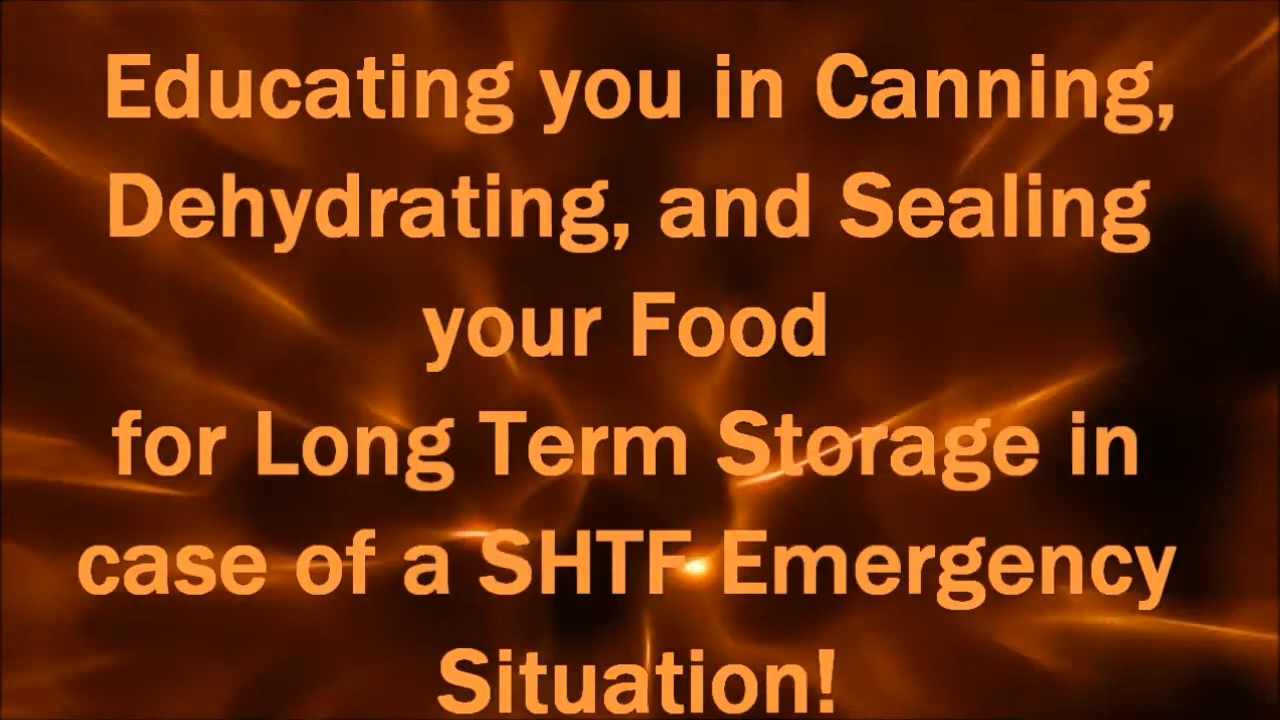 Educating you in Canning,
Dehydrating, and Sealing
your Food
for Long Term Storage in
case of a SHTF Emergency
Situation!